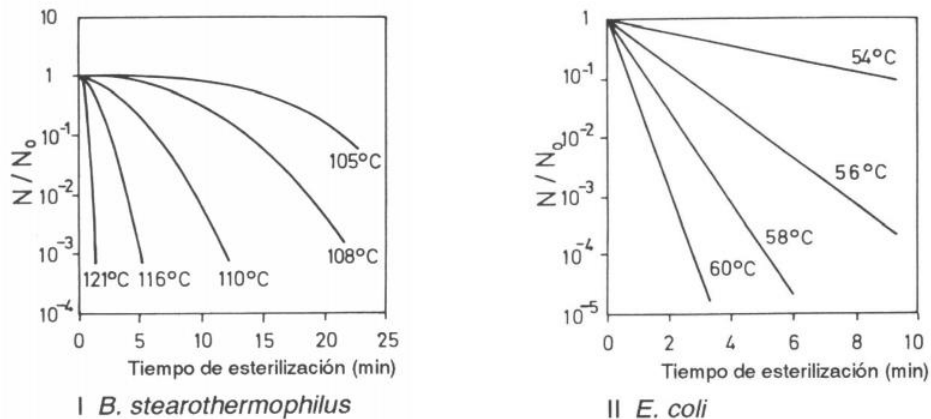 10
1
10⁻¹
10⁻²
10⁻³
10⁻⁴
N / N₀
105°C
108°C
121°C 116°C 110°C
0 5 10 15 20 25
Tiempo de esterilización (min)
I B. stearothermophilus
1
10⁻¹
10⁻²
10⁻³
10⁻⁴
10⁻⁵
N / N₀
54°C
56°C
58°C
60°C
0 2 4 6 8 10
Tiempo de esterilización (min)
II E. coli